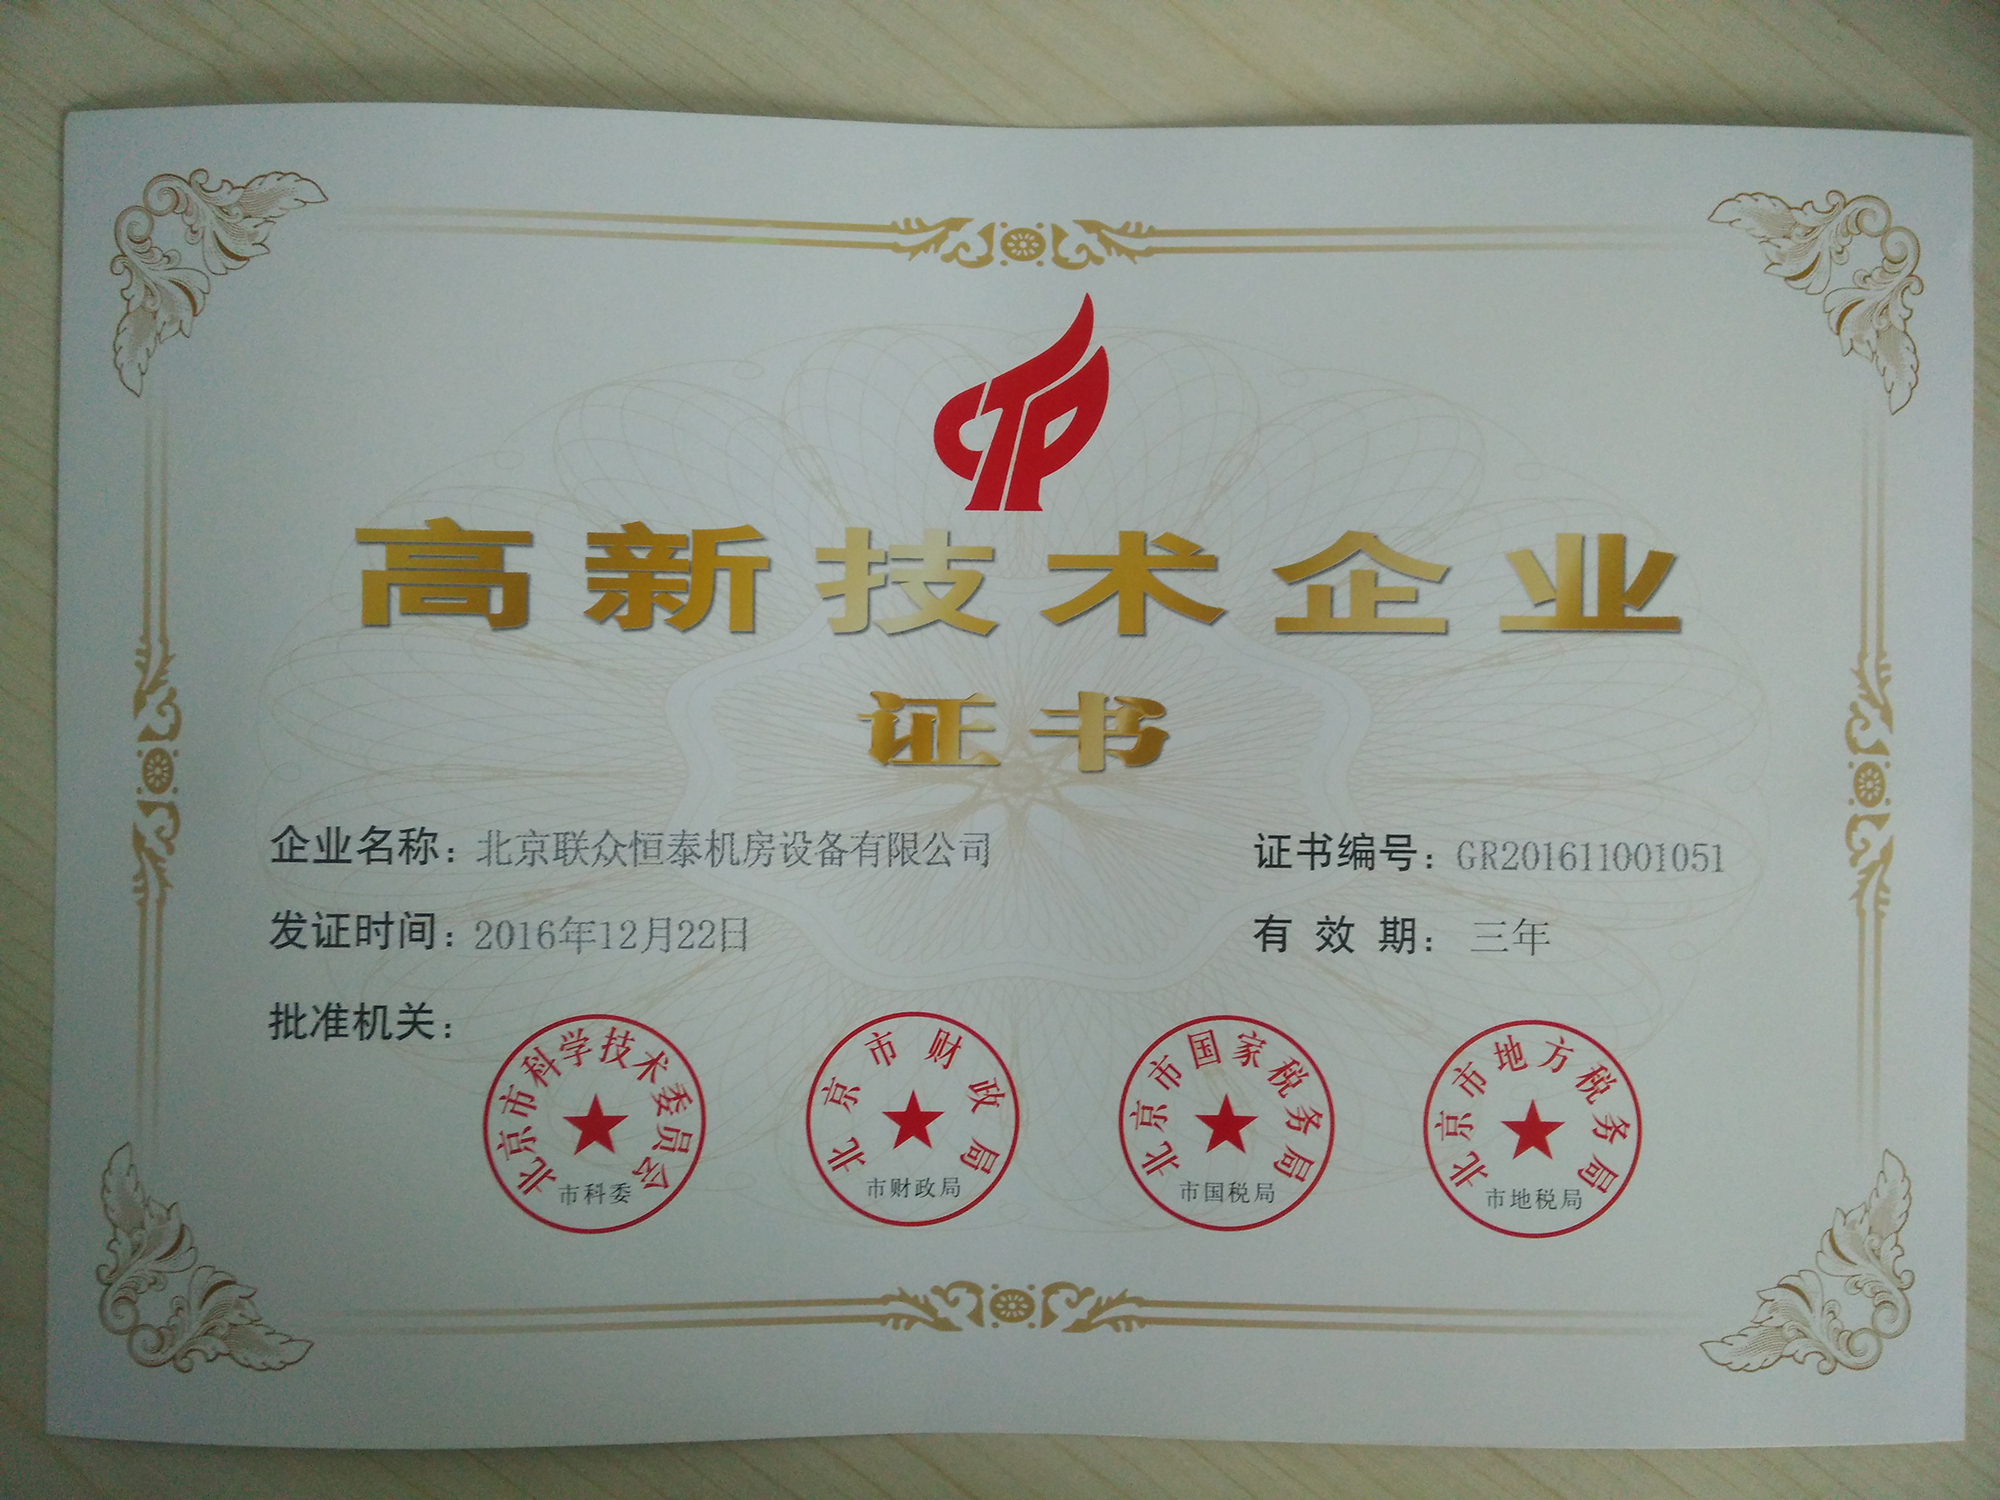 CTP
高新技术企业
证书
企业名称：北京联众恒泰机房设备有限公司
证书编号：GR201611001051
发证时间：2016年12月22日
有效期：三年
批准机关：
北京市科学技术委员会
市科委
北京市财政局
市财政局
北京市国家税务局
市国税局
北京市地方税务局
市地税局